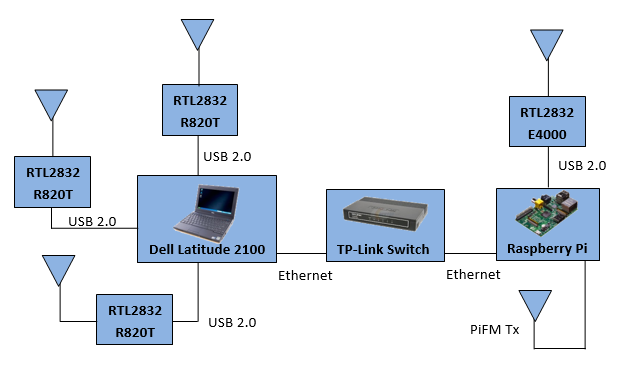 RTL2832
R820T
USB 2.0
RTL2832
E4000
USB 2.0
RTL2832
R820T
USB 2.0
Dell Latitude 2100
TP-Link Switch
Raspberry Pi
Ethernet
Ethernet
RTL2832
R820T
USB 2.0
PiFM Tx